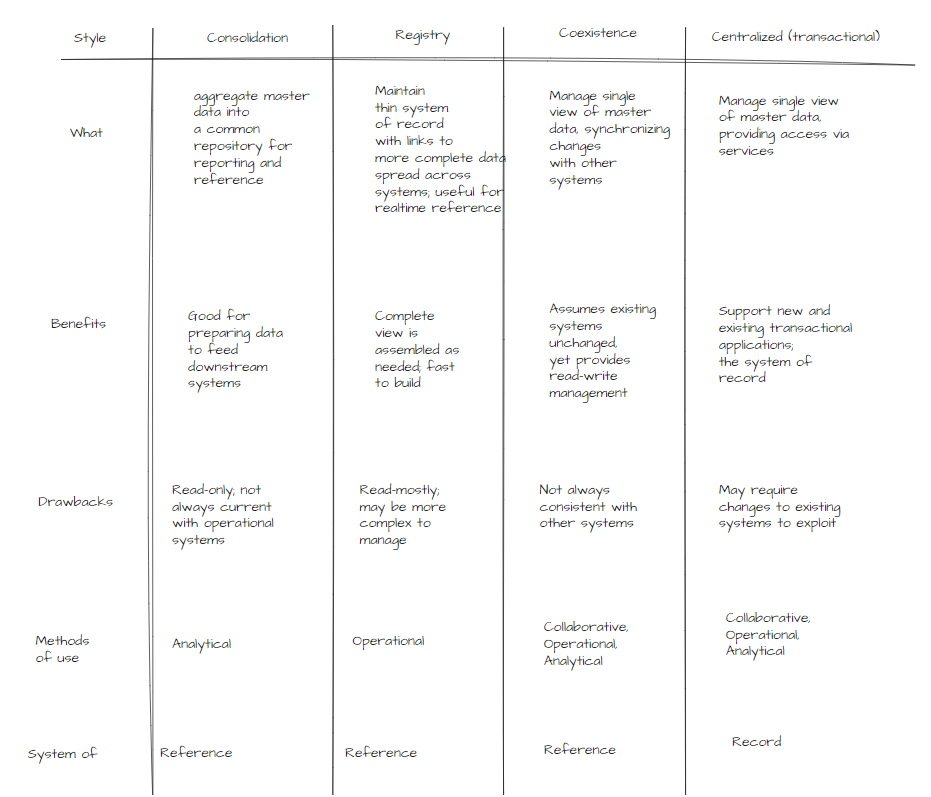 Style
Consolidation
Registry
Coexistence
Centralized (transactional)
What
aggregate master
data into
a common
repository for
reporting and
reference
Maintain
thin system
of record
with links to
more complete data
spread across
systems; useful for
realtime reference
Manage single
view of master
data, synchronizing
changes
with other
systems
Manage single view
of master data,
providing access via
services
Benefits
Good for
preparing data
to feed
downstream
systems
Complete
view is
assembled as
needed; fast
to build
Assumes existing
systems
unchanged,
yet provides
read-write
management
Support new and
existing transactional
applications;
the system of
record
Drawbacks
Read-only; not
always current
with operational
systems
Read-mostly;
may be more
complex to
manage
Not always
consistent with
other systems
May require
changes to existing
systems to exploit
Methods
of use
Analytical
Operational
Collaborative,
Operational,
Analytical
Collaborative,
Operational,
Analytical
System of
Reference
Reference
Reference
Record